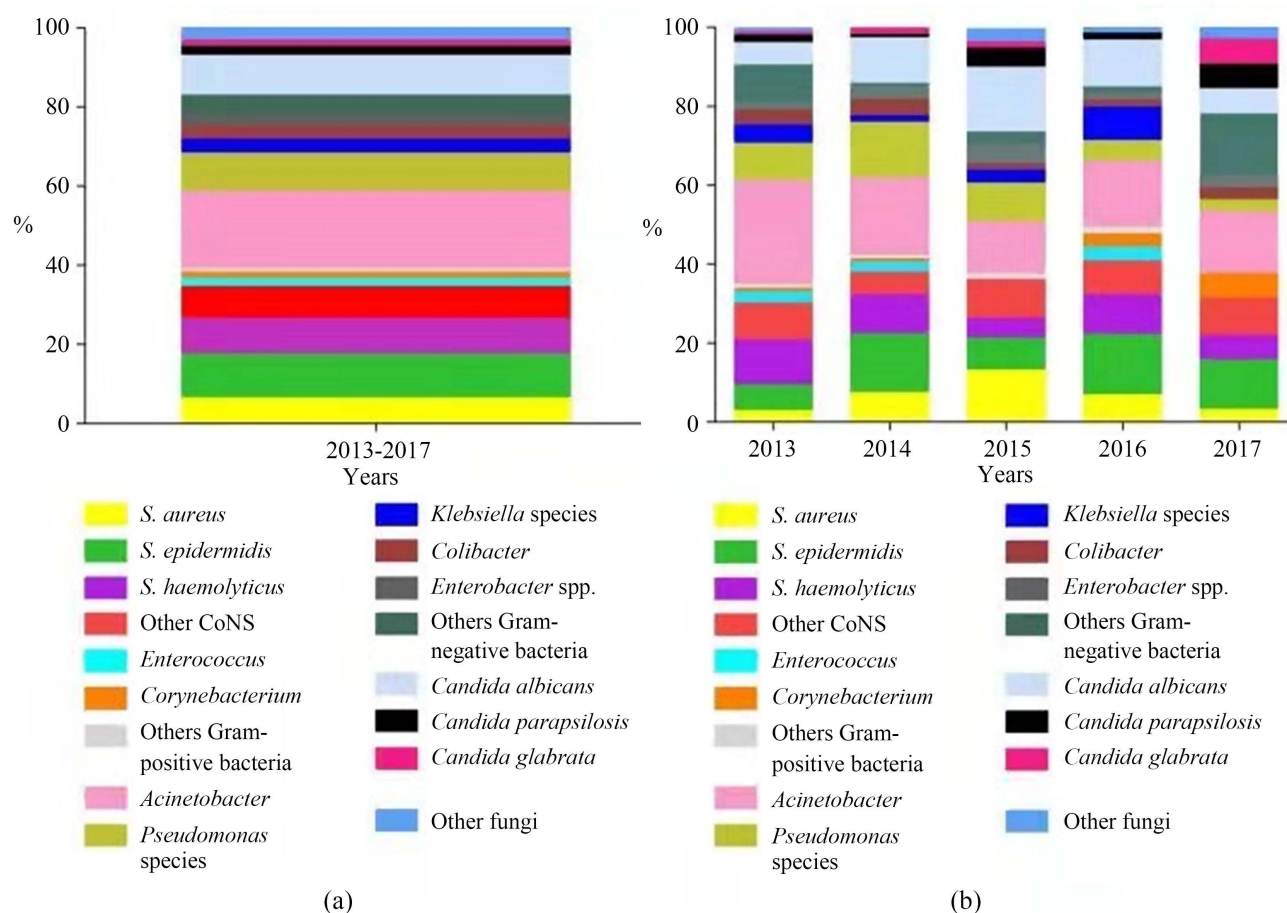 100
80
60
%
40
20
0
2013-2017
Years
S. aureus
S. epidermidis
S. haemolyticus
Other CoNS
Enterococcus
Corynebacterium
Others Gram-
positive bacteria
Acinetobacter
Pseudomonas
species
Klebsiella species
Colibacter
Enterobacter spp.
Others Gram-
negative bacteria
Candida albicans
Candida parapsilosis
Candida glabrata
Other fungi
(a)
100
80
60
%
40
20
0
2013 2014 2015 2016 2017
Years
S. aureus
S. epidermidis
S. haemolyticus
Other CoNS
Enterococcus
Corynebacterium
Others Gram-
positive bacteria
Acinetobacter
Pseudomonas
species
Klebsiella species
Colibacter
Enterobacter spp.
Others Gram-
negative bacteria
Candida albicans
Candida parapsilosis
Candida glabrata
Other fungi
(b)